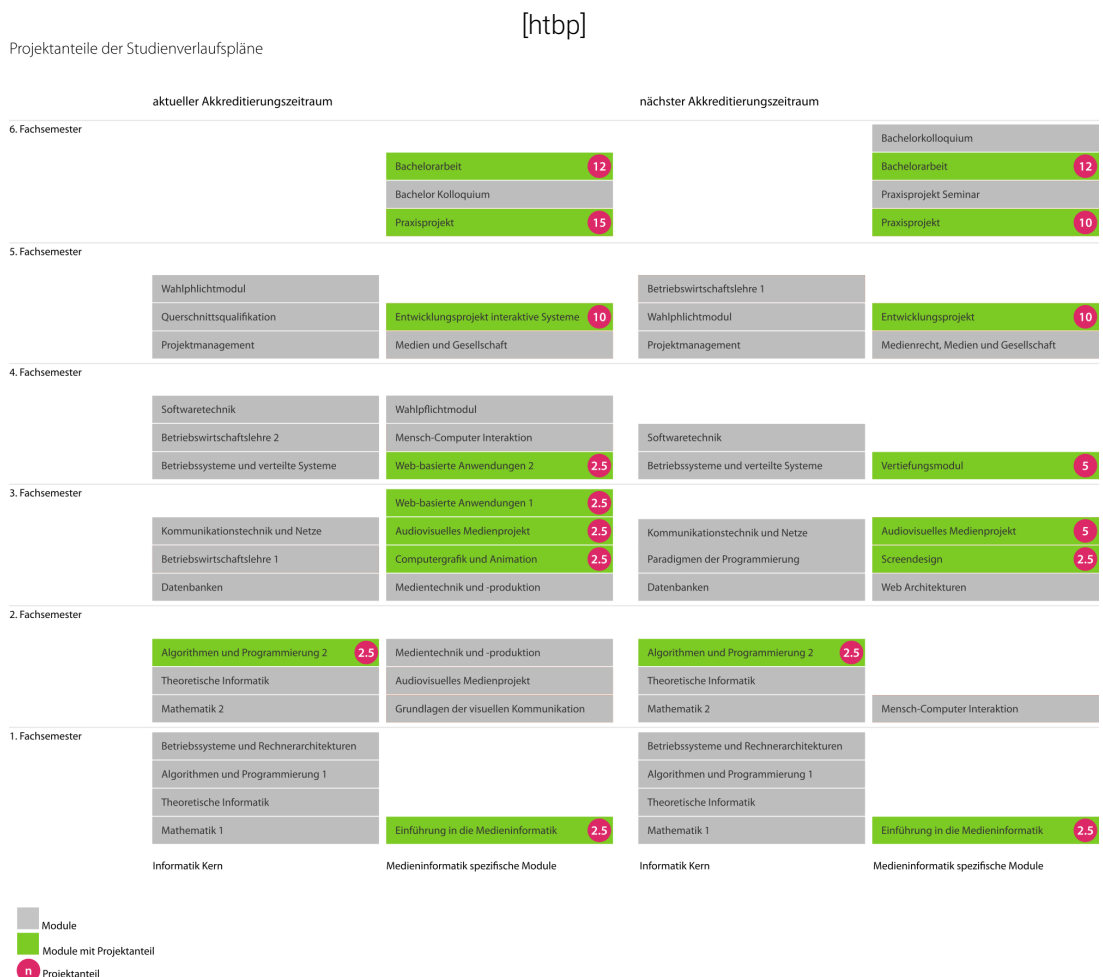 [htbp]
Projektanteile der Studienverlaufspläne
aktueller Akkreditierungszeitraum
nächster Akkreditierungszeitraum
6. Fachsemester
Bachelorkolloquium
Bachelorarbeit 12
Bachelorarbeit 12
Bachelor Kolloquium
Praxisprojekt Seminar
Praxisprojekt 15
Praxisprojekt 10
5. Fachsemester
Wahlphlichtmodul
Betriebswirtschaftslehre 1
Querschnittsqualifikation
Entwicklungsprojekt interaktive Systeme 10
Wahlphlichtmodul
Entwicklungsprojekt 10
Projektmanagement
Medien und Gesellschaft
Projektmanagement
Medienrecht, Medien und Gesellschaft
4. Fachsemester
Softwaretechnik
Wahlpflichtmodul
Betriebswirtschaftslehre 2
Mensch-Computer Interaktion
Softwaretechnik
Betriebssysteme und verteilte Systeme
Web-basierte Anwendungen 2 2.5
Betriebssysteme und verteilte Systeme
Vertiefungsmodul 5
3. Fachsemester
Web-basierte Anwendungen 1 2.5
Kommunikationstechnik und Netze
Audiovisuelles Medienprojekt 2.5
Kommunikationstechnik und Netze
Audiovisuelles Medienprojekt 5
Betriebswirtschaftslehre 1
Computergrafik und Animation 2.5
Paradigmen der Programmierung
Screendesign 2.5
Datenbanken
Medientechnik und -produktion
Datenbanken
Web Architekturen
2. Fachsemester
Algorithmen und Programmierung 2 2.5
Medientechnik und -produktion
Algorithmen und Programmierung 2 2.5
Theoretische Informatik
Audiovisuelles Medienprojekt
Theoretische Informatik
Mathematik 2
Grundlagen der visuellen Kommunikation
Mathematik 2
Mensch-Computer Interaktion
1. Fachsemester
Betriebssysteme und Rechnerarchitekturen
Betriebssysteme und Rechnerarchitekturen
Algorithmen und Programmierung 1
Algorithmen und Programmierung 1
Theoretische Informatik
Theoretische Informatik
Mathematik 1
Einführung in die Medieninformatik 2.5
Mathematik 1
Einführung in die Medieninformatik 2.5
Informatik Kern
Medieninformatik spezifische Module
Informatik Kern
Medieninformatik spezifische Module
Module
Module mit Projektanteil
n Projektanteil